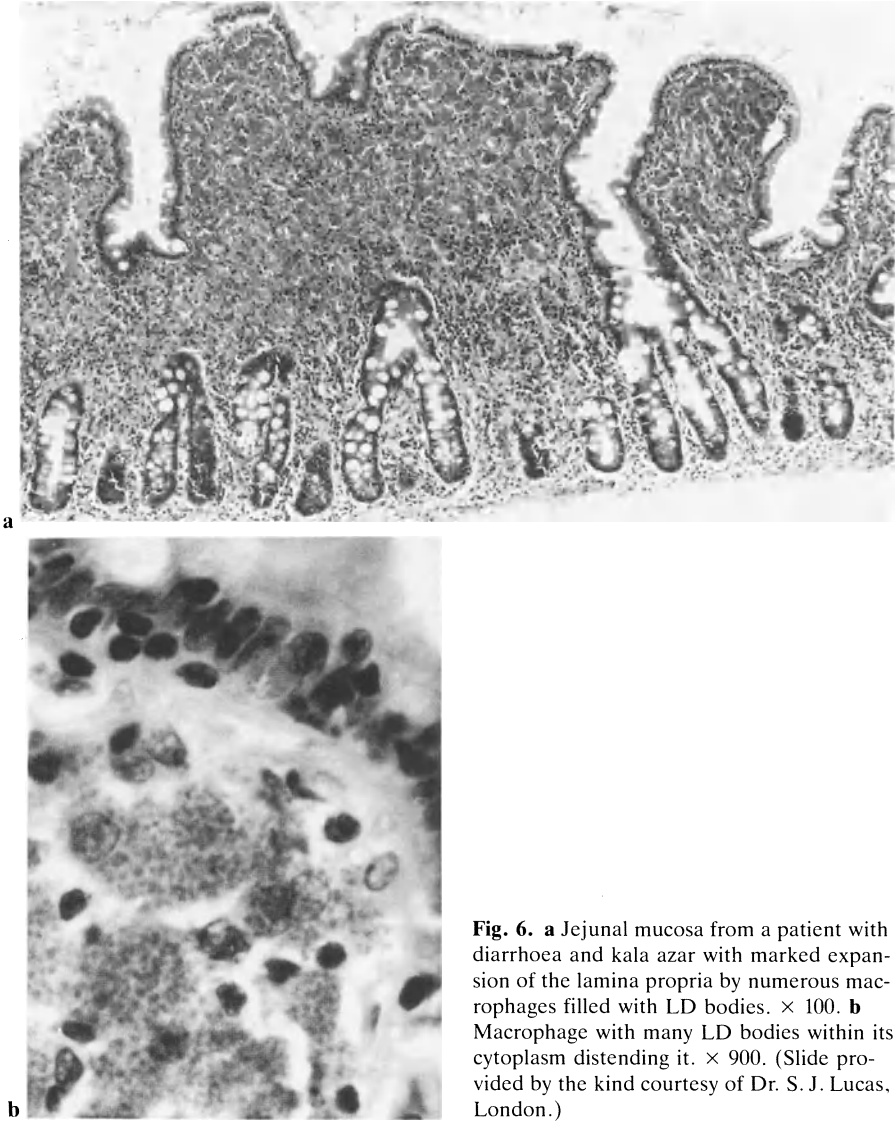 a
b
Fig. 6. a Jejunal mucosa from a patient with
diarrhoea and kala azar with marked expan-
sion of the lamina propria by numerous mac-
rophages filled with LD bodies. × 100. b
Macrophage with many LD bodies within its
cytoplasm distending it. × 900. (Slide pro-
vided by the kind courtesy of Dr. S. J. Lucas,
London.)